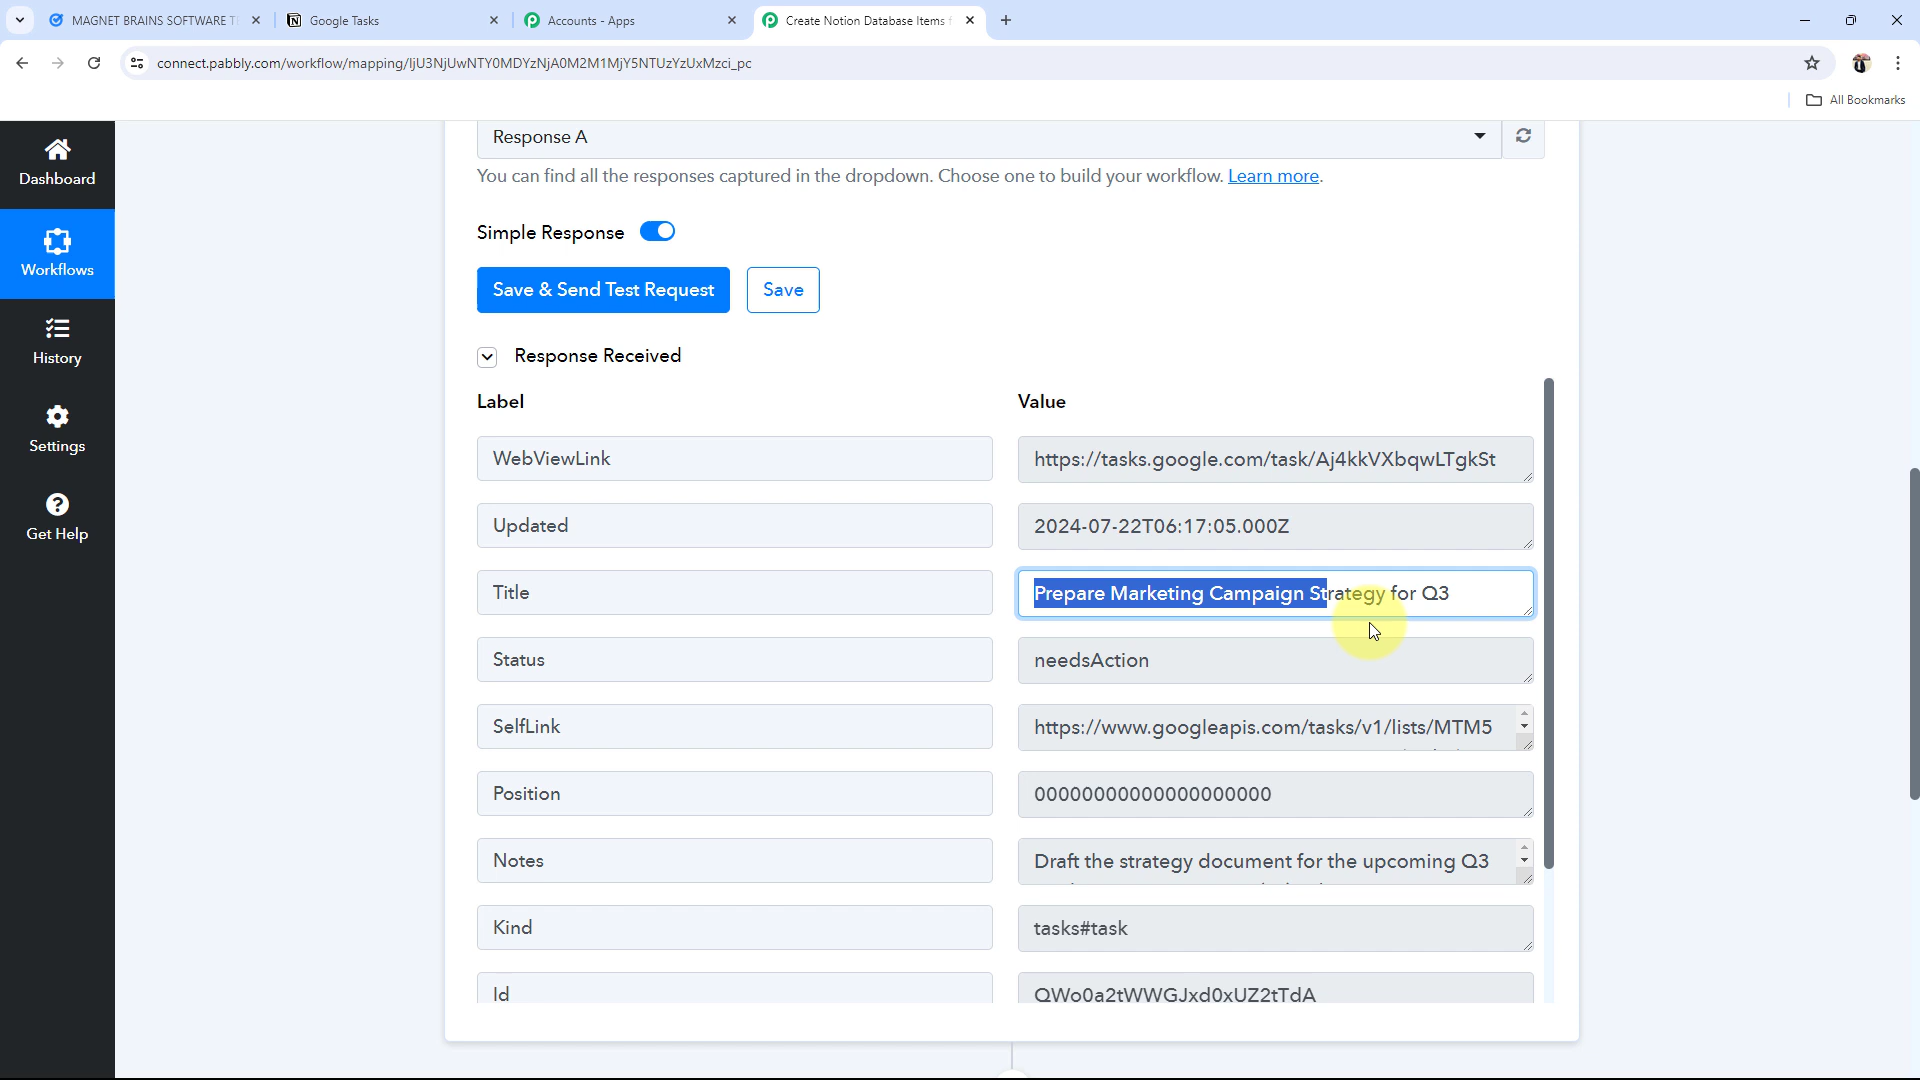 MAGNET BRAINS SOFTWARE T
Google Tasks
Accounts - Apps
Create Notion Database Items f
connect.pabbly.com/workflow/mapping/IjU3NjUwNTY0MDYzNjA0M2M1MjY5NTUzYzUxMzci_pc
All Bookmarks
Dashboard
Workflows
History
Settings
Get Help
Response A
You can find all the responses captured in the dropdown. Choose one to build your workflow. Learn more.
Simple Response
Save & Send Test Request
Save
Response Received
Label
Value
WebViewLink
https://tasks.google.com/task/Aj4kkVXbqwLTgkSt
Updated
2024-07-22T06:17:05.000Z
Title
Prepare Marketing Campaign Strategy for Q3
Status
needsAction
SelfLink
https://www.googleapis.com/tasks/v1/lists/MTM5
Position
00000000000000000000
Notes
Draft the strategy document for the upcoming Q3
Kind
tasks#task
Id
QWo0a2tWWGJxd0xUZ2tTdA